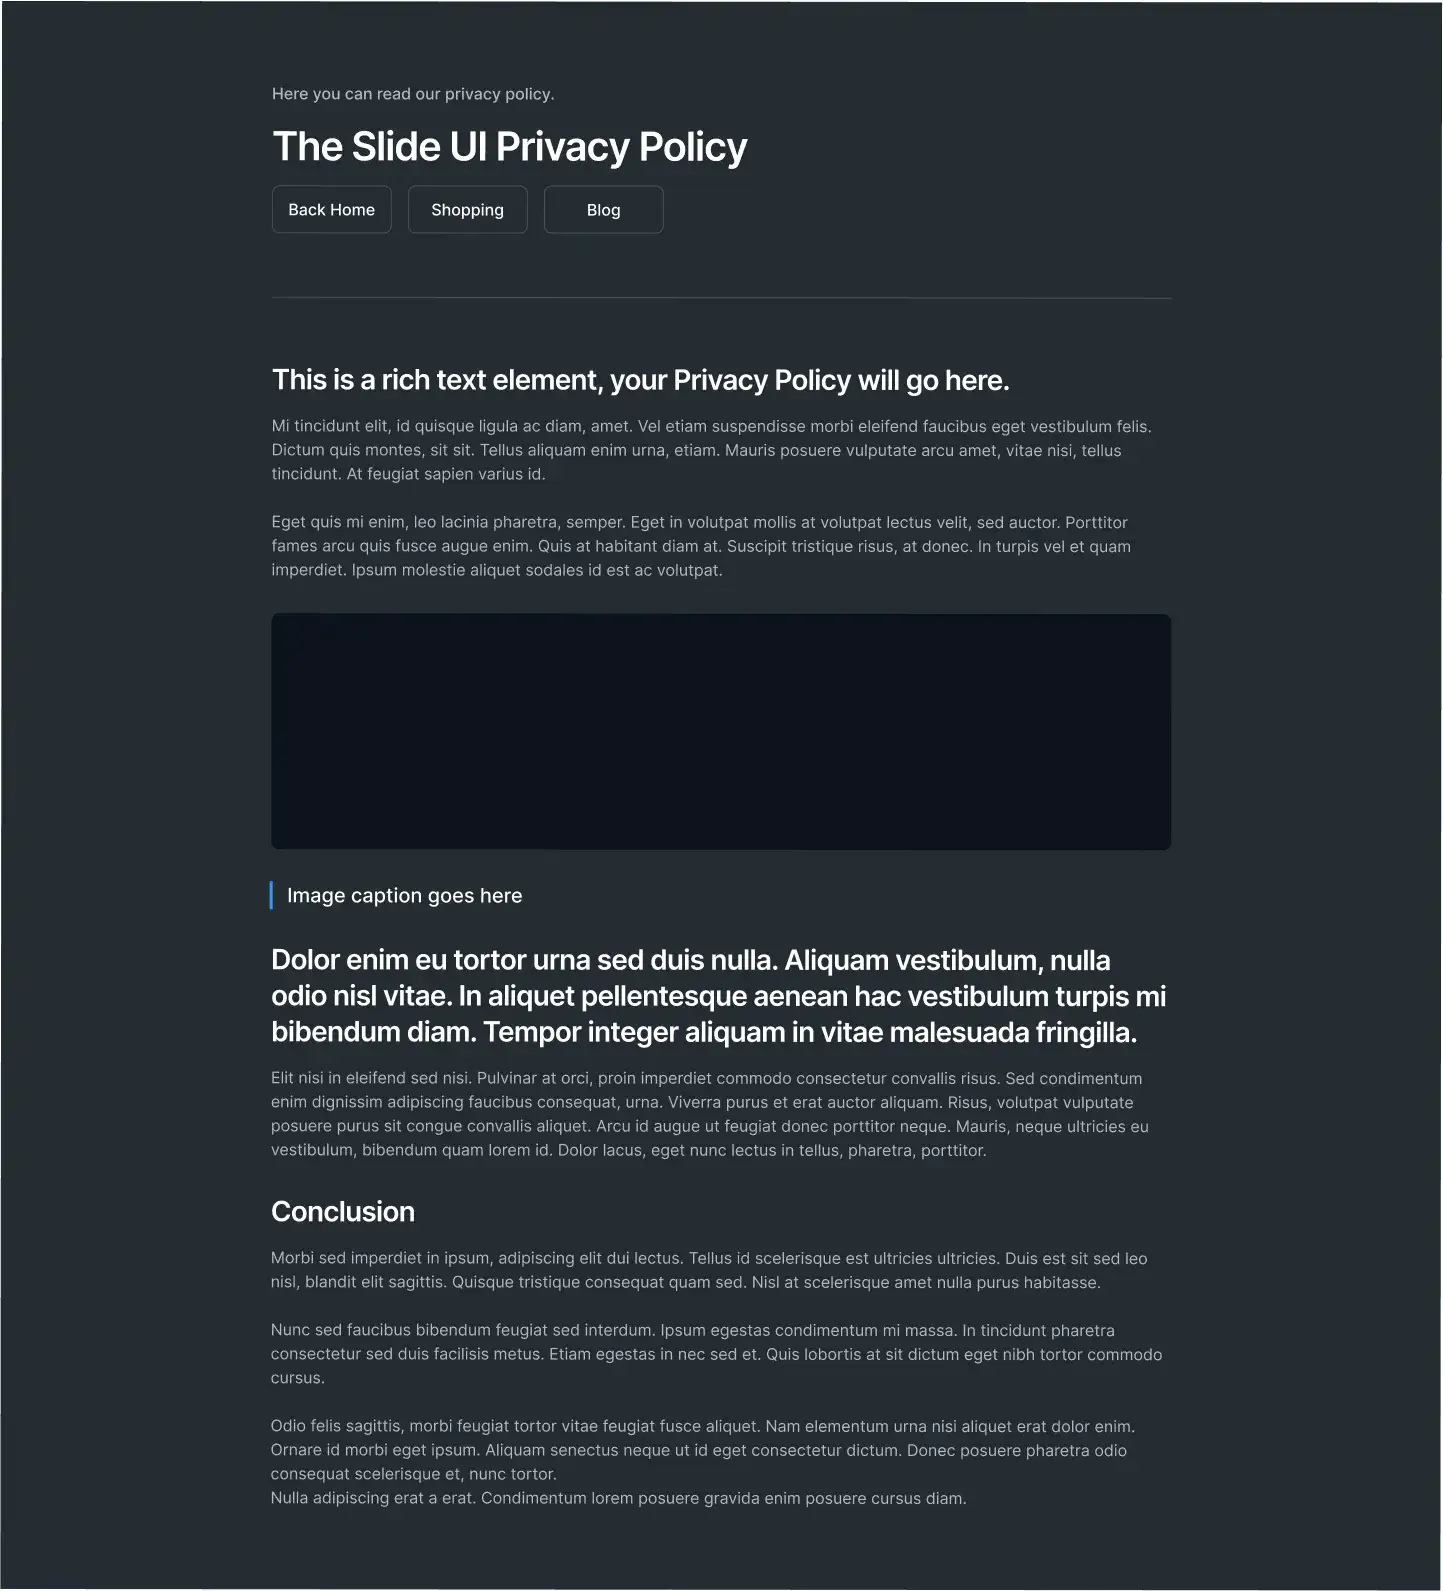 Here you can read our privacy policy.
The Slide UI Privacy Policy
Back Home
Shopping
Blog
This is a rich text element, your Privacy Policy will go here.
Mi tincidunt elit, id quisque ligula ac diam, amet. Vel etiam suspendisse morbi eleifend faucibus eget vestibulum felis.
Dictum quis montes, sit sit. Tellus aliquam enim urna, etiam. Mauris posuere vulputate arcu amet, vitae nisi, tellus
tincidunt. At feugiat sapien varius id.
Eget quis mi enim, leo lacinia pharetra, semper. Eget in volutpat mollis at volutpat lectus velit, sed auctor. Porttitor
fames arcu quis fusce augue enim. Quis at habitant diam at. Suscipit tristique risus, at donec. In turpis vel et quam
imperdiet. Ipsum molestie aliquet sodales id est ac volutpat.
Image caption goes here
Dolor enim eu tortor urna sed duis nulla. Aliquam vestibulum, nulla
odio nisl vitae. In aliquet pellentesque aenean hac vestibulum turpis mi
bibendum diam. Tempor integer aliquam in vitae malesuada fringilla.
Elit nisi in eleifend sed nisi. Pulvinar at orci, proin imperdiet commodo consectetur convallis risus. Sed condimentum
enim dignissim adipiscing faucibus consequat, urna. Viverra purus et erat auctor aliquam. Risus, volutpat vulputate
posuere purus sit congue convallis aliquet. Arcu id augue ut feugiat donec porttitor neque. Mauris, neque ultricies eu
vestibulum, bibendum quam lorem id. Dolor lacus, eget nunc lectus in tellus, pharetra, porttitor.
Conclusion
Morbi sed imperdiet in ipsum, adipiscing elit dui lectus. Tellus id scelerisque est ultricies ultricies. Duis est sit sed leo
nisl, blandit elit sagittis. Quisque tristique consequat quam sed. Nisl at scelerisque amet nulla purus habitasse.
Nunc sed faucibus bibendum feugiat sed interdum. Ipsum egestas condimentum mi massa. In tincidunt pharetra
consectetur sed duis facilisis metus. Etiam egestas in nec sed et. Quis lobortis at sit dictum eget nibh tortor commodo
cursus.
Odio felis sagittis, morbi feugiat tortor vitae feugiat fusce aliquet. Nam elementum urna nisi aliquet erat dolor enim.
Ornare id morbi eget ipsum. Aliquam senectus neque ut id eget consectetur dictum. Donec posuere pharetra odio
consequat scelerisque et, nunc tortor.
Nulla adipiscing erat a erat. Condimentum lorem posuere gravida enim posuere cursus diam.